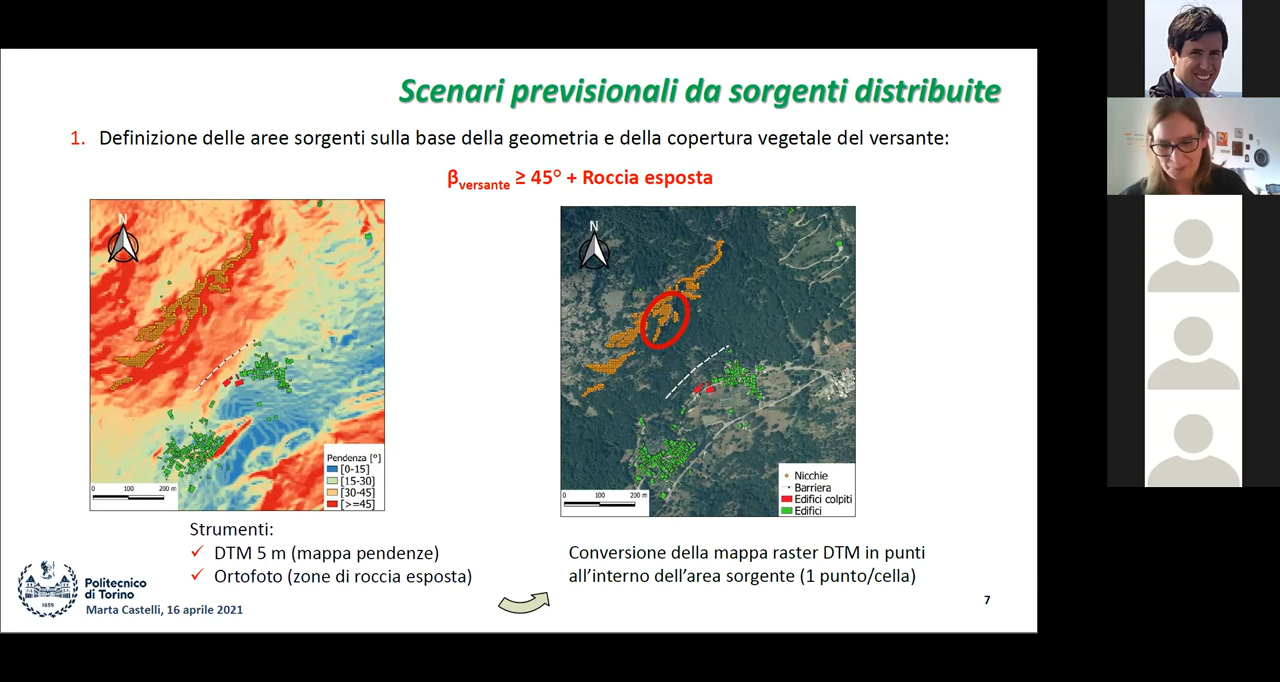 Scenari previsionali da sorgenti distribuite
1. Definizione delle aree sorgenti sulla base della geometria e della copertura vegetale del versante:
βversante ≥ 45° + Roccia esposta
N
Pendenza [°]
[0-15]
[15-30]
[30-45]
[>=45]
0 100 200 m
N
Nicchie
Barriera
Edifici colpiti
Edifici
0 100 200 m
Strumenti:
✓ DTM 5 m (mappa pendenze)
✓ Ortofoto (zone di roccia esposta)
Conversione della mappa raster DTM in punti
all'interno dell'area sorgente (1 punto/cella)
1859
Politecnico
di Torino
Marta Castelli, 16 aprile 2021
7